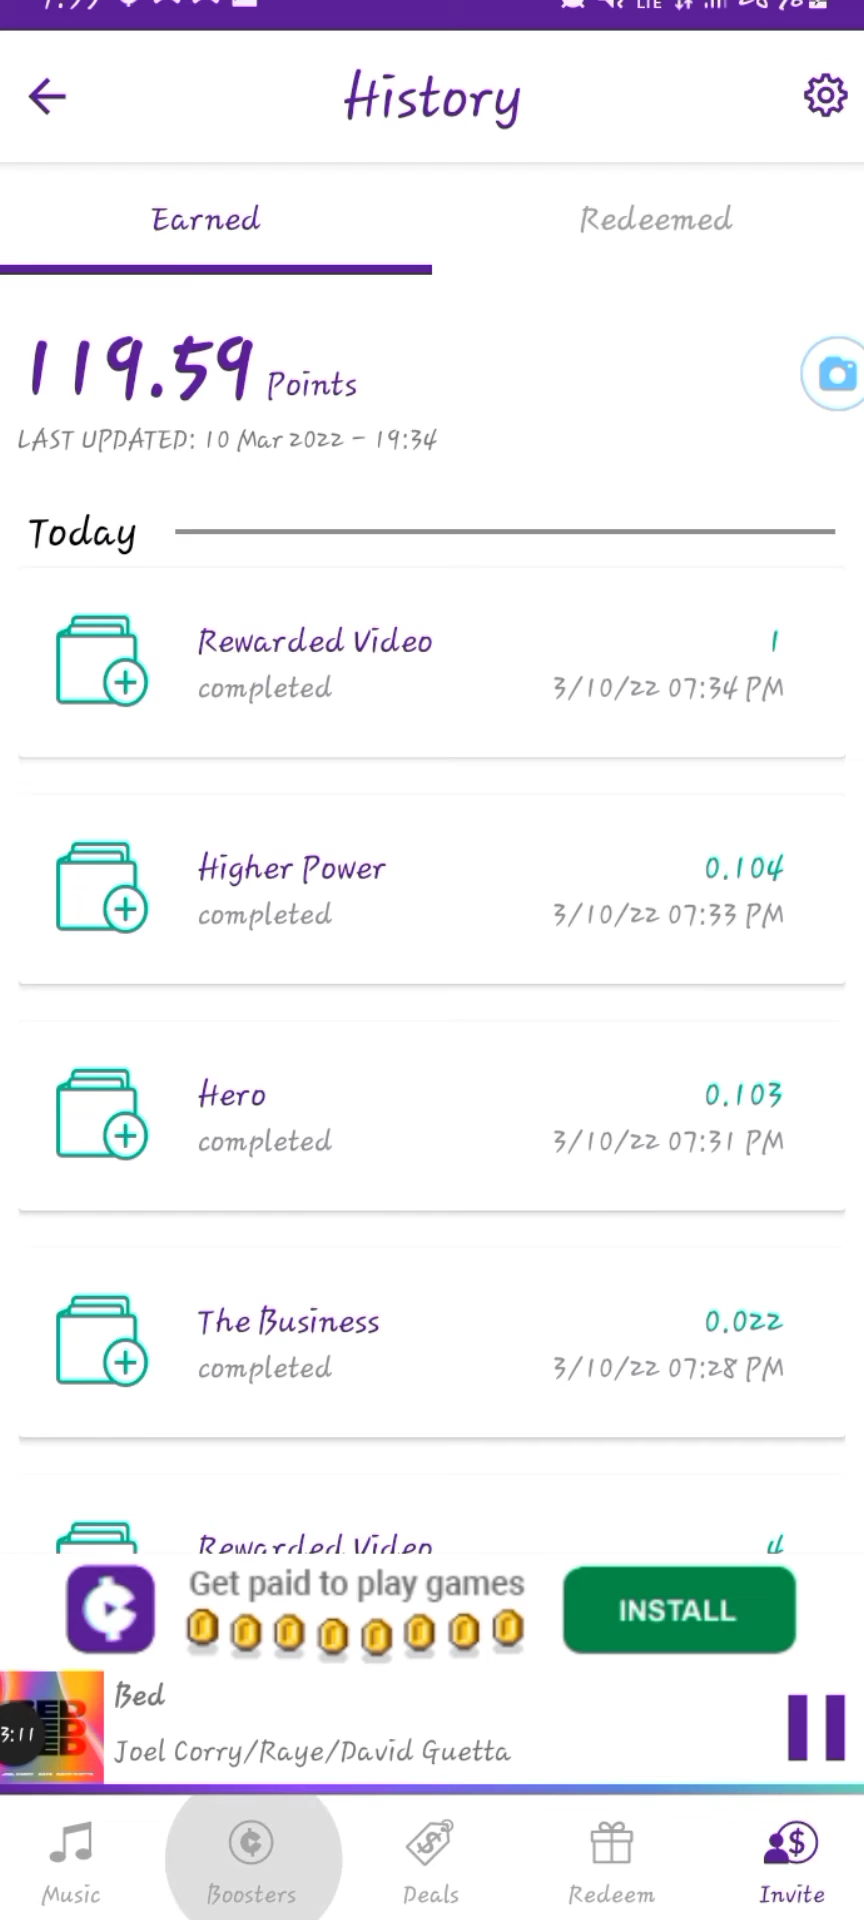 LTE
History
Earned
Redeemed
119.59 Points
LAST UPDATED: 10 Mar 2022 - 19:34
Today
Rewarded Video
1
completed
3/10/22 07:34 PM
Higher Power
0.104
completed
3/10/22 07:33 PM
Hero
0.103
completed
3/10/22 07:31 PM
The Business
0.022
completed
3/10/22 07:28 PM
Rewarded Video
Get paid to play games
INSTALL
3:11
Bed
Joel Corry/Raye/David Guetta
Music
Boosters
Deals
Redeem
Invite